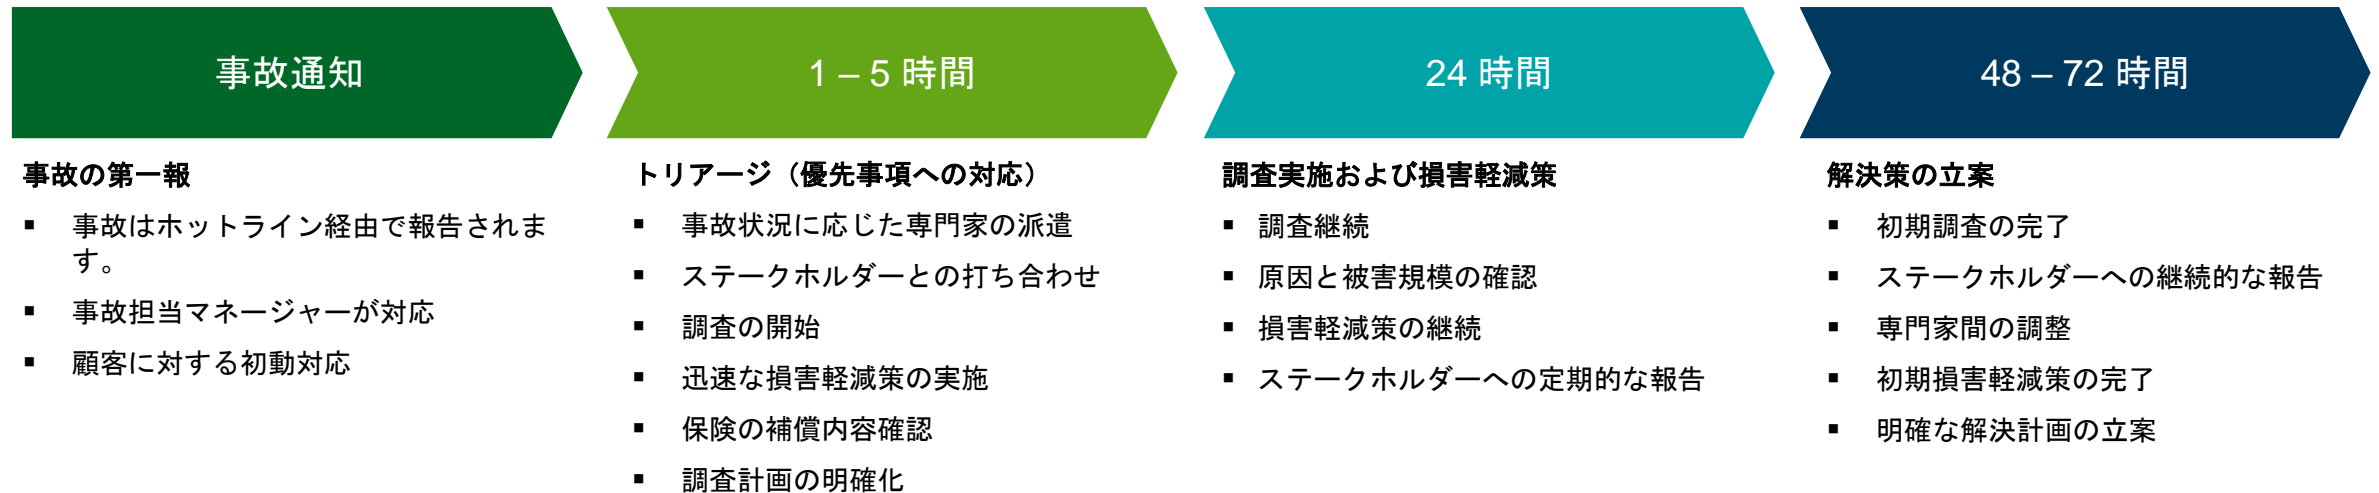 事故通知
1 – 5 時間
24 時間
48 – 72 時間
事故の第一報
▪ 事故はホットライン経由で報告されま
す。
▪ 事故担当マネージャーが対応
▪ 顧客に対する初動対応
トリアージ（優先事項への対応）
▪ 事故状況に応じた専門家の派遣
▪ ステークホルダーとの打ち合わせ
▪ 調査の開始
▪ 迅速な損害軽減策の実施
▪ 保険の補償内容確認
▪ 調査計画の明確化
調査実施および損害軽減策
▪ 調査継続
▪ 原因と被害規模の確認
▪ 損害軽減策の継続
▪ ステークホルダーへの定期的な報告
解決策の立案
▪ 初期調査の完了
▪ ステークホルダーへの継続的な報告
▪ 専門家間の調整
▪ 初期損害軽減策の完了
▪ 明確な解決計画の立案